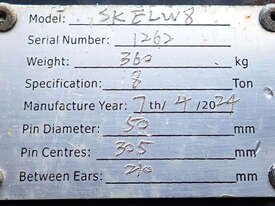 Model: SKELW8
Serial Number: 1262
Weight: 360 kg
Specification: 8 Ton
Manufacture Year: 7th/4/2024
Pin Diameter: 50 mm
Pin Centres: 305 mm
Between Ears: 210 mm